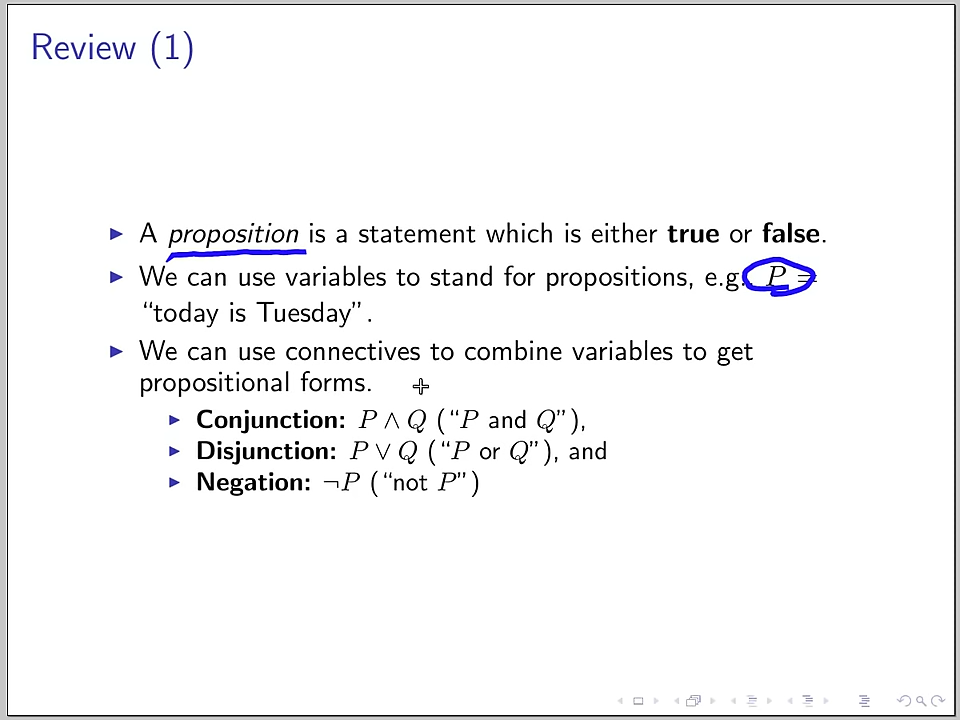 Review (1)
A proposition is a statement which is either true or false.
We can use variables to stand for propositions, e.g. P =
“today is Tuesday”.
We can use connectives to combine variables to get
propositional forms.
Conjunction: P ∧ Q (“P and Q”),
Disjunction: P ∨ Q (“P or Q”), and
Negation: ¬P (“not P”)